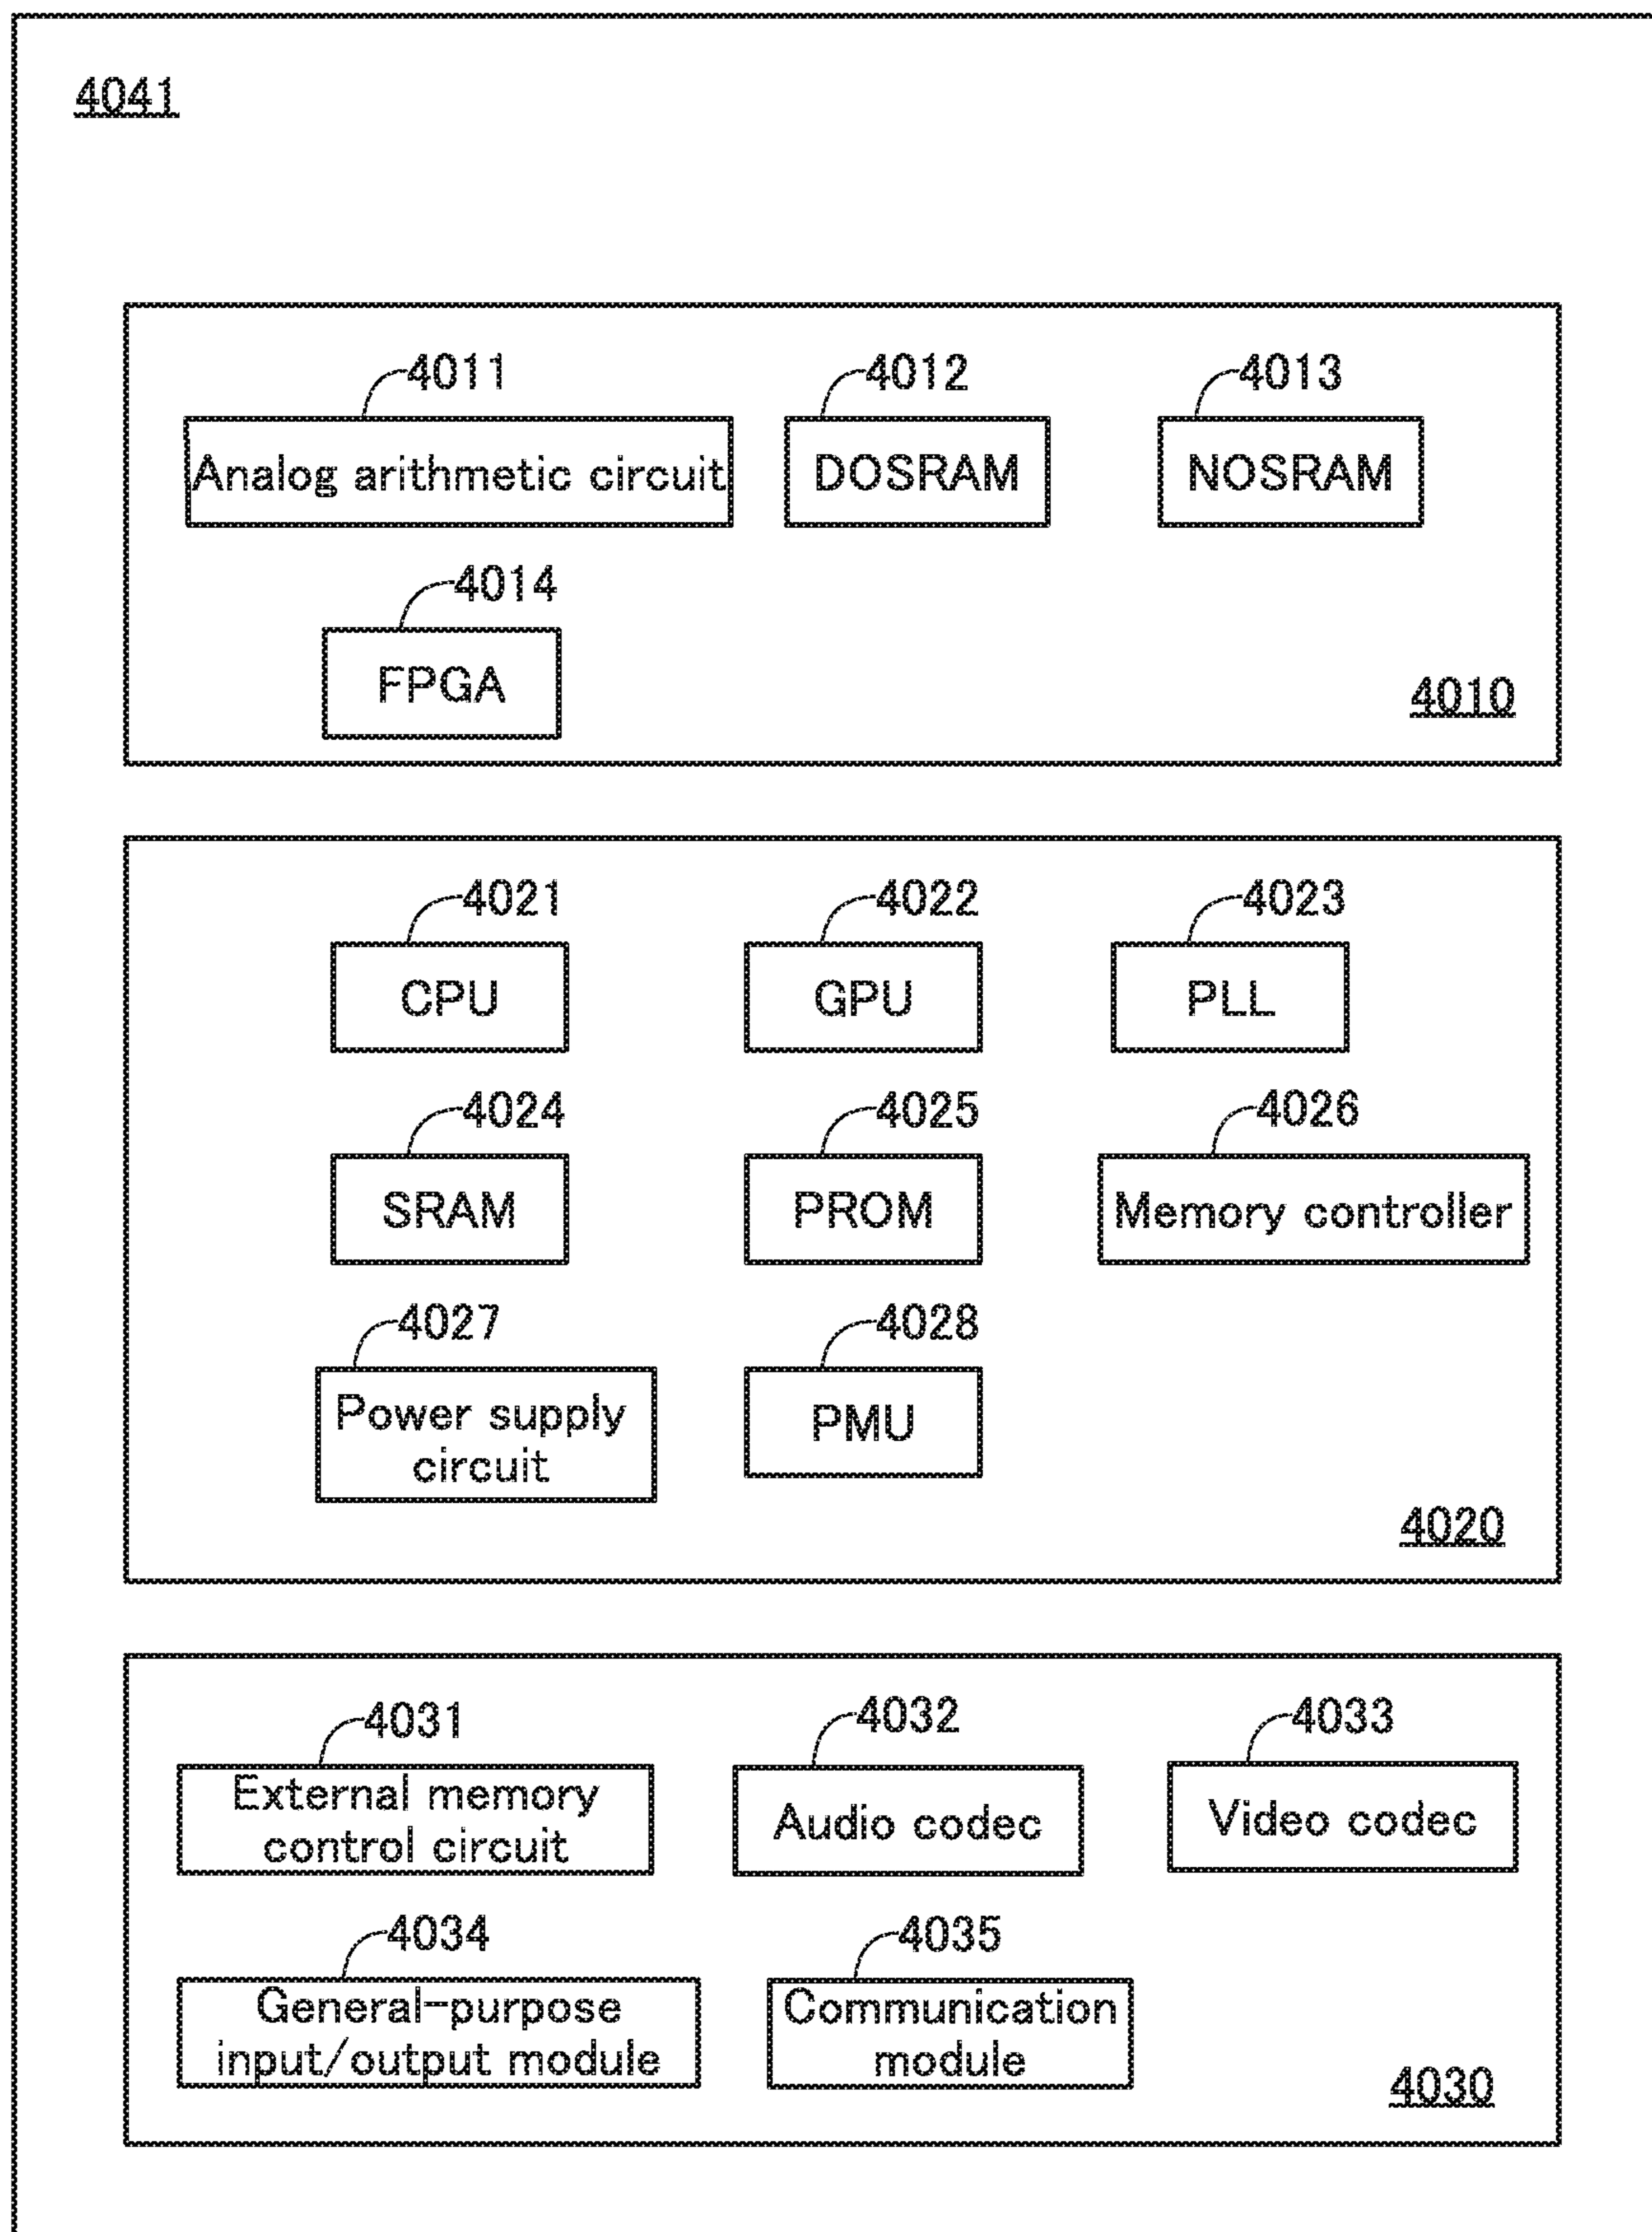 4041
4011
4012
4013
Analog arithmetic circuit
DOSRAM
NOSRAM
4014
FPGA
4010
4021
4022
4023
CPU
GPU
PLL
4024
4025
4026
SRAM
PROM
Memory controller
4027
4028
Power supply
circuit
PMU
4020
4031
4032
4033
External memory
control circuit
Audio codec
Video codec
4034
4035
General-purpose
input/output module
Communication
module
4030